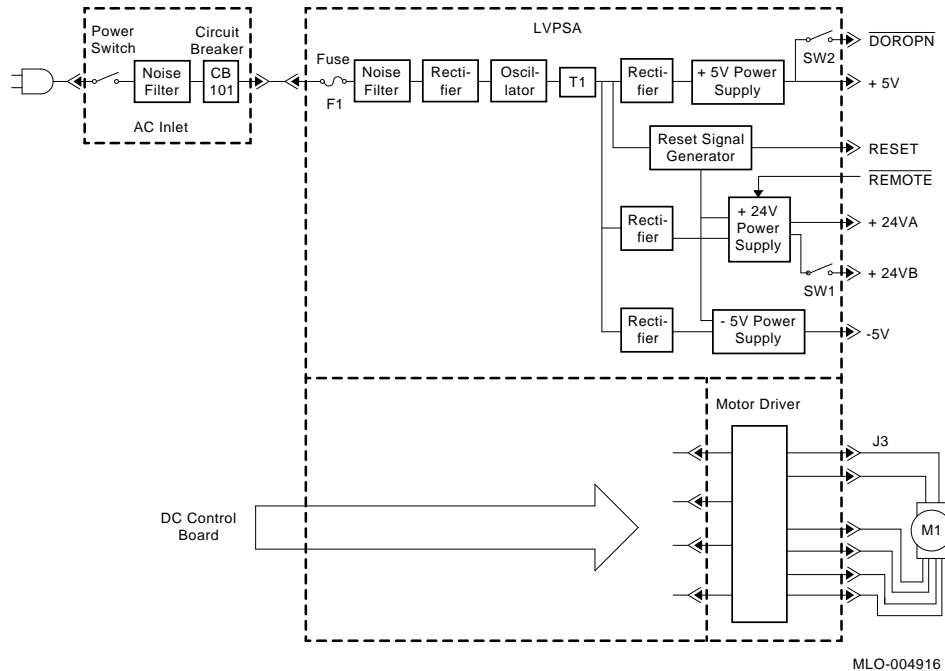 LVPSA
Power
Switch
Circuit
Breaker
Noise
Filter
CB
101
AC Inlet
Fuse
F1
Noise
Filter
Recti-
fier
Oscil-
lator
T1
Recti-
fier
+ 5V Power
Supply
SW2
DOROPN
+ 5V
Reset Signal
Generator
RESET
REMOTE
Recti-
fier
+ 24V
Power
Supply
+ 24VA
+ 24VB
SW1
Recti-
fier
- 5V Power
Supply
-5V
Motor Driver
J3
M1
DC Control
Board
MLO-004916